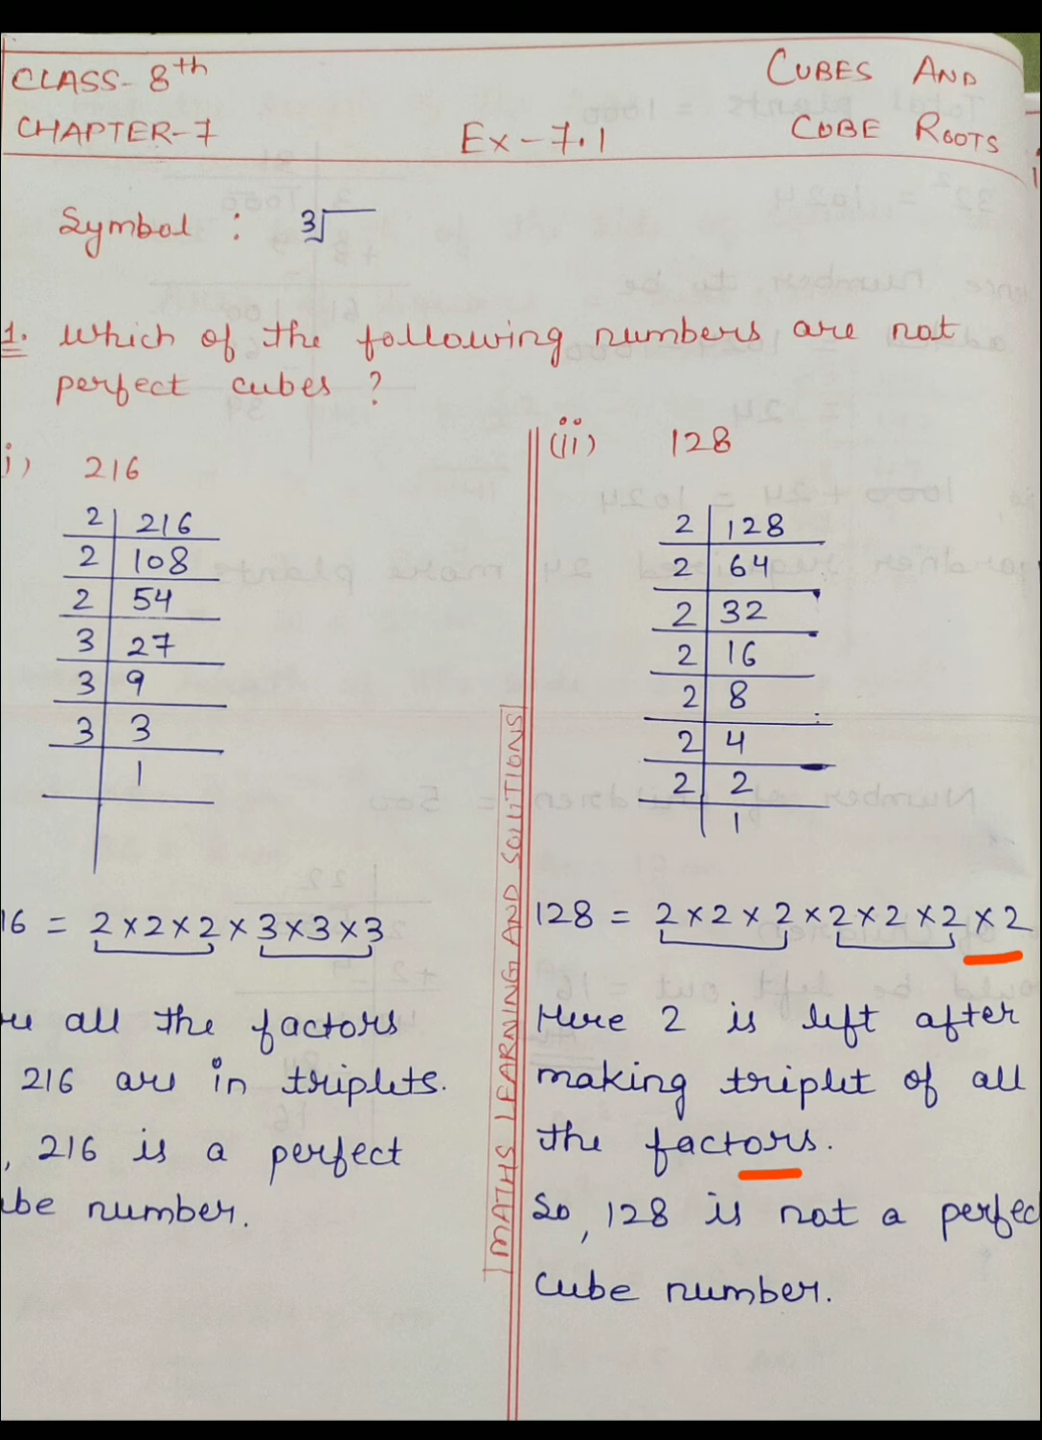 CLASS- 8th
CHAPTER-7
Ex-7.1
CUBES AND
CUBE ROOTS
Symbol : ∛
1. Which of the following numbers are not
perfect cubes ?
i) 216
2 | 216
2 | 108
2 | 54
3 | 27
3 | 9
3 | 3
1
16 = 2×2×2×3×3×3
all the factors
216 are in triplets.
, 216 is a perfect
be number.
MATHS LEARNING AND SOLUTIONS
(ii) 128
2 | 128
2 | 64
2 | 32
2 | 16
2 | 8
2 | 4
2 | 2
1
128 = 2×2×2×2×2×2×2
Here 2 is left after
making triplet of all
the factors.
So, 128 is not a perfec
cube number.